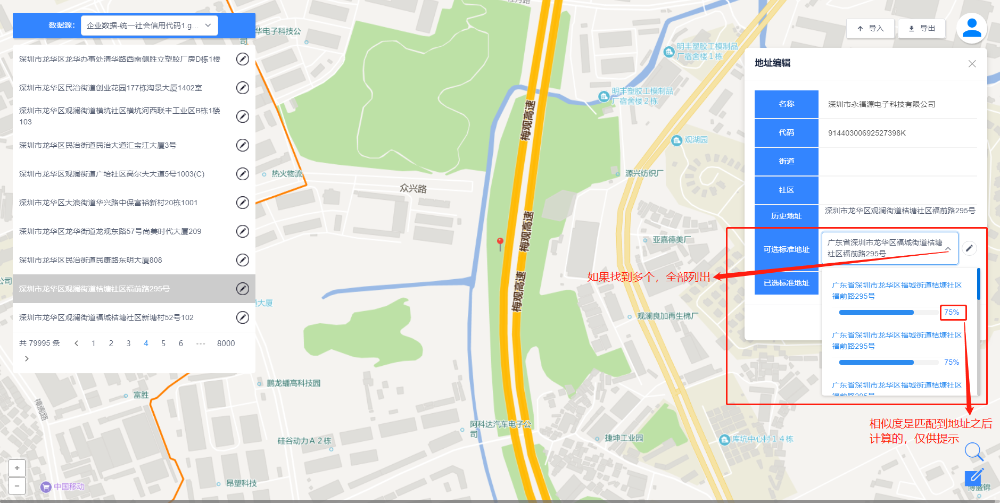 数据源：
企业数据-统一社会信用代码1.g...
深圳市龙华区龙华办事处清华路西南侧胜立塑胶厂房D栋1楼
深圳市龙华区民治街道创业花园177栋淘景大厦1402室
深圳市龙华区观澜街道横坑社区横坑河西联丰工业区B栋1楼
103
深圳市龙华区民治街道民治大道汇宝江大厦3号
深圳市龙华区观澜街道广培社区高尔夫大道5号1003(C)
深圳市龙华区大浪街道华兴路中保富裕新村20栋1001
深圳市龙华区龙华街道龙观东路57号尚美时代大厦209
深圳市龙华区民治街道民康路东明大厦808
深圳市龙华区观澜街道桔塘社区福前路295号
深圳市龙华区观澜街道福城桔塘社区新塘村52号102
共 79995 条
1 2 3 4 5 6 ··· 8000
华电子科技公
司
热火物流
众兴路
梅观高速
梅观高速
梅观高速
明丰塑胶工模制品
厂宿舍楼１栋
明丰塑胶工模制品
厂宿舍楼２栋
观湖园
源兴纺织厂
亚嘉德美厂
公司
大厦
观澜良加再生棉厂
鹏龙蟠高科技园
富胜
樟阁路
硅谷动力Ａ２栋
阿科达汽车电子公
司
捷坤工业园
库坑中心村１４栋
昂塑科技
中国移动
博盛锦
+
−
导入
导出
地址编辑
名称
深圳市永福源电子科技有限公司
代码
91440300692527398K
街道
社区
历史地址
深圳市龙华区观澜街道桔塘社区福前路295号
可选标准地址
广东省深圳市龙华区福城街道桔塘
社区福前路295号
已选标准地址
广东省深圳市龙华区福城街道桔塘社区
福前路295号
75%
广东省深圳市龙华区福城街道桔塘社区
福前路295号
75%
广东省深圳市龙华区福城街道桔塘社区
福前路295号
如果找到多个，全部列出
相似度是匹配到地址之后
计算的，仅供提示